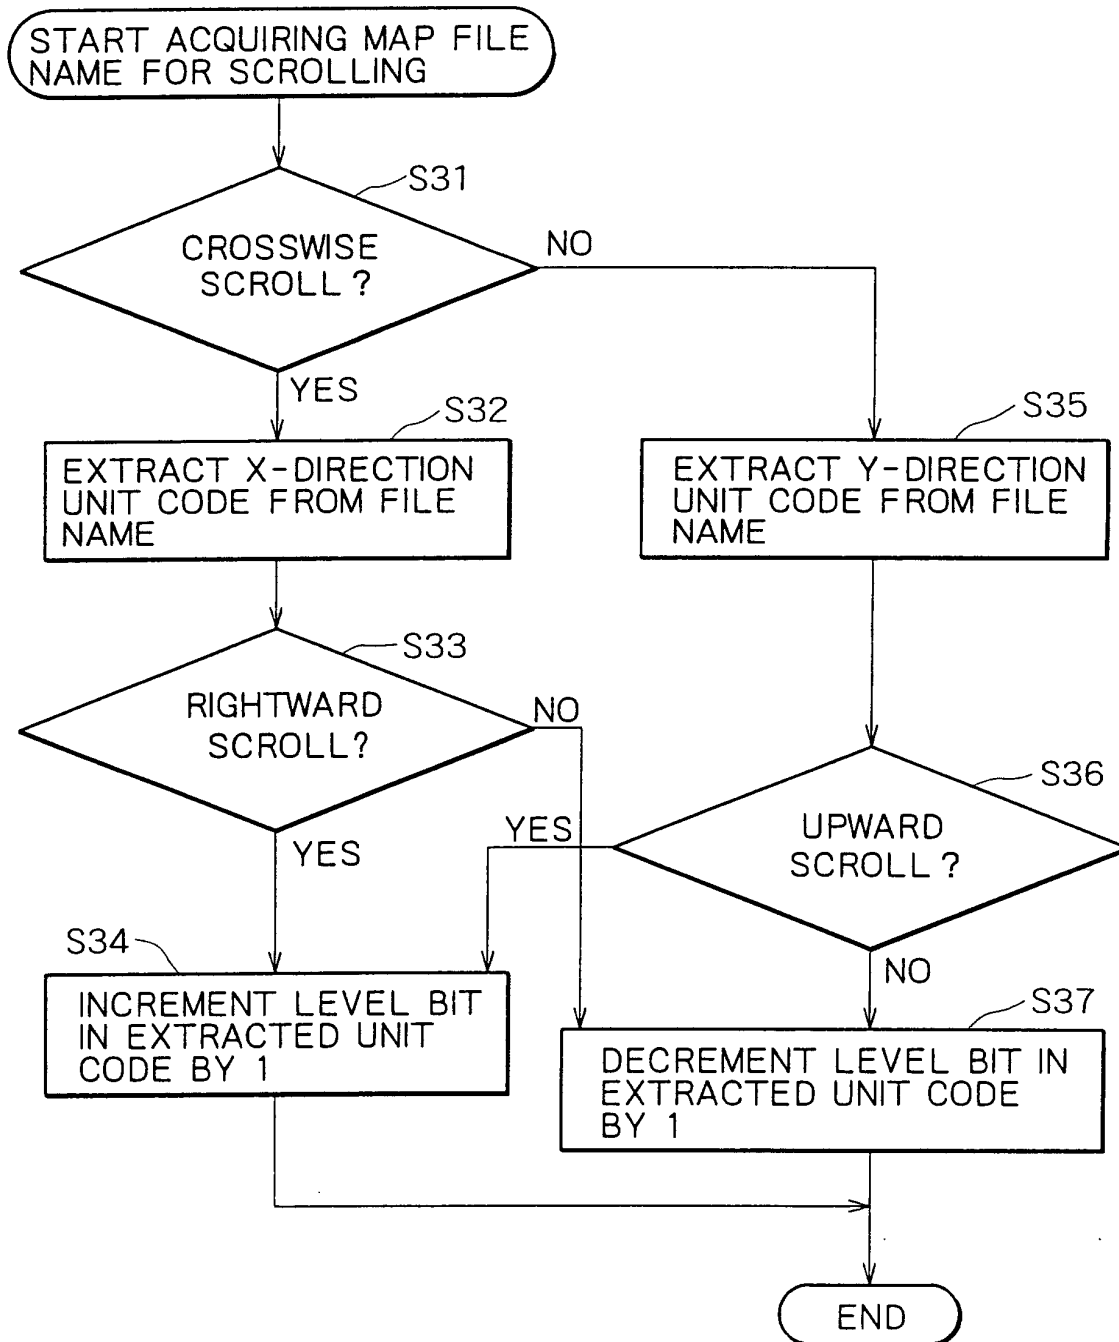 START ACQUIRING MAP FILE
NAME FOR SCROLLING
S31
CROSSWISE
SCROLL?
NO
YES
S32
EXTRACT X-DIRECTION
UNIT CODE FROM FILE
NAME
S35
EXTRACT Y-DIRECTION
UNIT CODE FROM FILE
NAME
S33
RIGHTWARD
SCROLL?
NO
YES
S36
UPWARD
SCROLL?
YES
NO
S34
INCREMENT LEVEL BIT
IN EXTRACTED UNIT
CODE BY 1
S37
DECREMENT LEVEL BIT IN
EXTRACTED UNIT CODE
BY 1
END